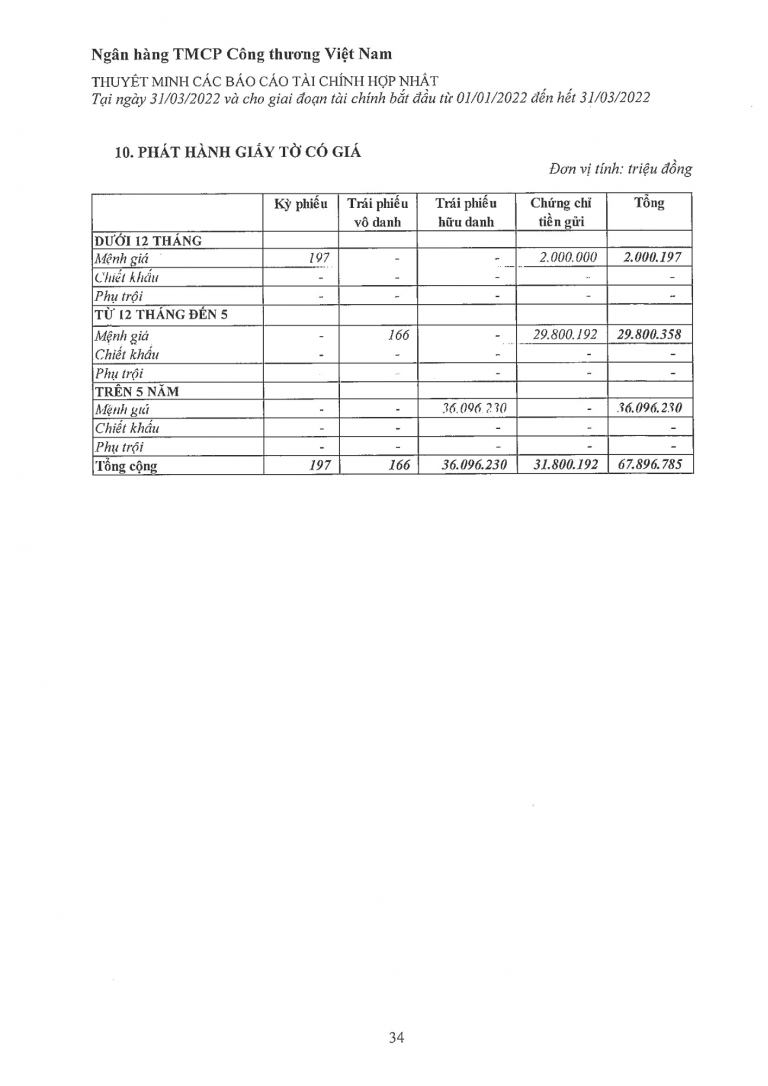 Ngân hàng TMCP Công thương Việt Nam
THUYẾT MINH CÁC BÁO CÁO TÀI CHÍNH HỢP NHẤT
Tại ngày 31/03/2022 và cho giai đoạn tài chính bắt đầu từ 01/01/2022 đến hết 31/03/2022
10. PHÁT HÀNH GIẤY TỜ CÓ GIÁ
Đơn vị tính: triệu đồng
Kỳ phiếu Trái phiếu vô danh Trái phiếu hữu danh Chứng chỉ tiền gửi Tổng
DƯỚI 12 THÁNG
Mệnh giá 197 - - 2.000.000 2.000.197
Chiết khấu - - - - -
Phụ trội - - - - -
TỪ 12 THÁNG ĐẾN 5
Mệnh giá - 166 - 29.800.192 29.800.358
Chiết khấu - - - - -
Phụ trội - - - - -
TRÊN 5 NĂM
Mệnh giá - - 36.096.230 - 36.096.230
Chiết khấu - - - - -
Phụ trội - - - - -
Tổng cộng 197 166 36.096.230 31.800.192 67.896.785
34